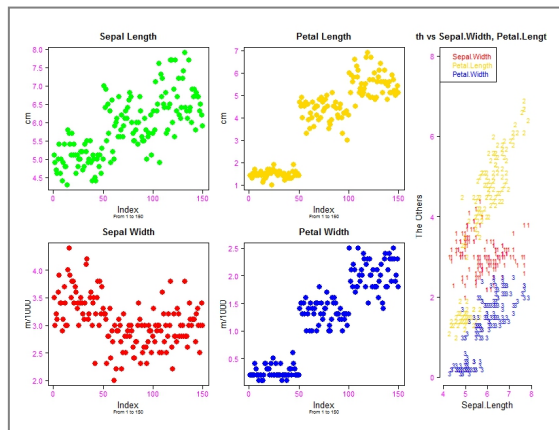 Sepal Length
8.0
7.5
7.0
6.5
6.0
5.5
5.0
4.5
cm
0
50
100
150
Index
From 1 to 150
Petal Length
7
6
5
4
3
2
1
cm
0
50
100
150
Index
From 1 to 150
Sepal Width
4.0
3.5
3.0
2.5
2.0
m/1000
0
50
100
150
Index
From 1 to 150
Petal Width
2.5
2.0
1.5
1.0
0.5
m/1000
0
50
100
150
Index
From 1 to 150
th vs Sepal.Width, Petal.Lengt
Sepal.Width
Petal.Length
Petal.Width
8
6
4
2
0
The Others
4
5
6
7
8
Sepal.Length